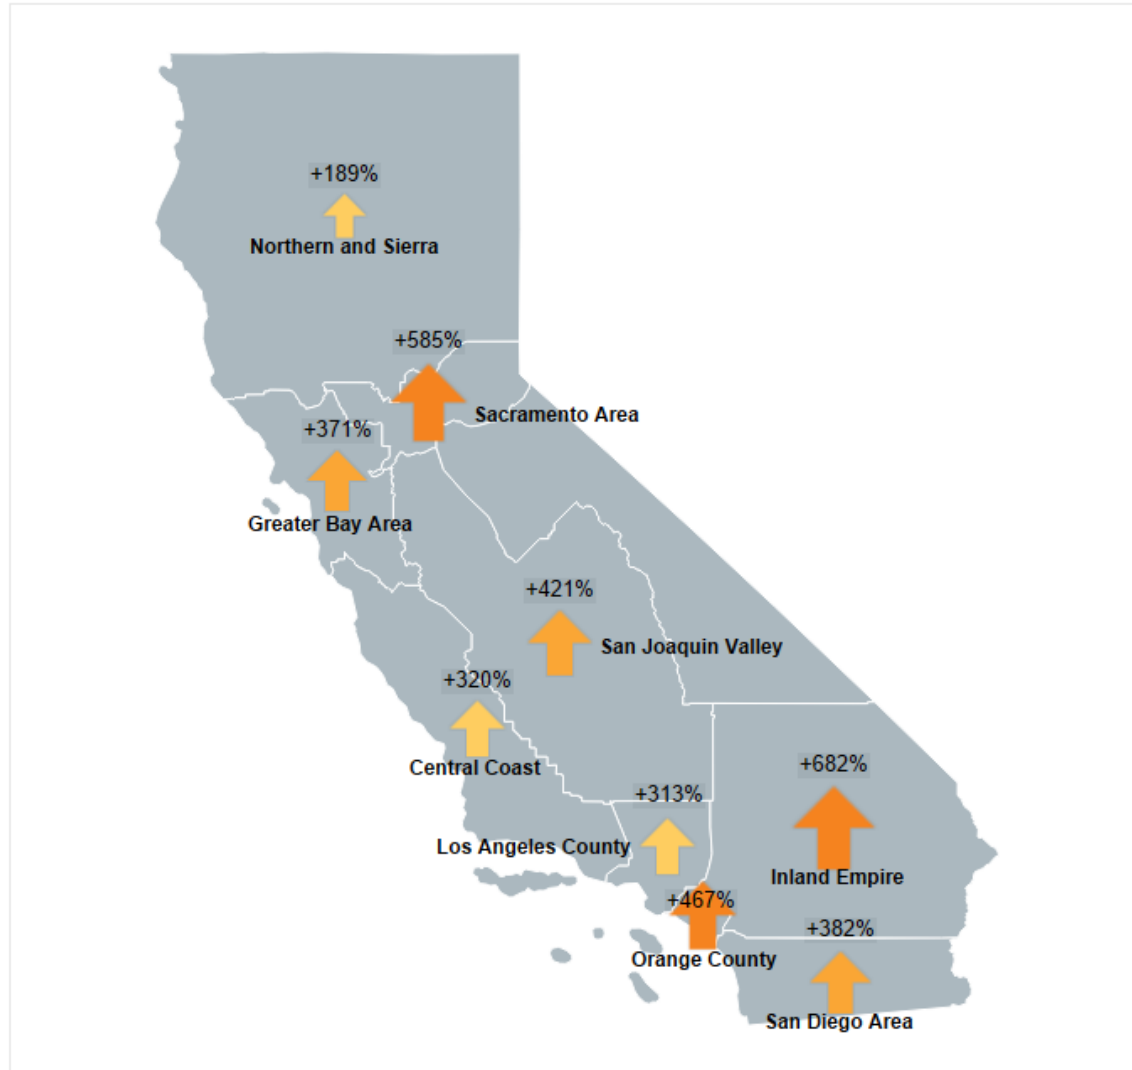 +189%
Northern and Sierra
+585%
Sacramento Area
+371%
Greater Bay Area
+421%
San Joaquin Valley
+320%
Central Coast
+682%
Inland Empire
+313%
Los Angeles County
+467%
Orange County
+382%
San Diego Area